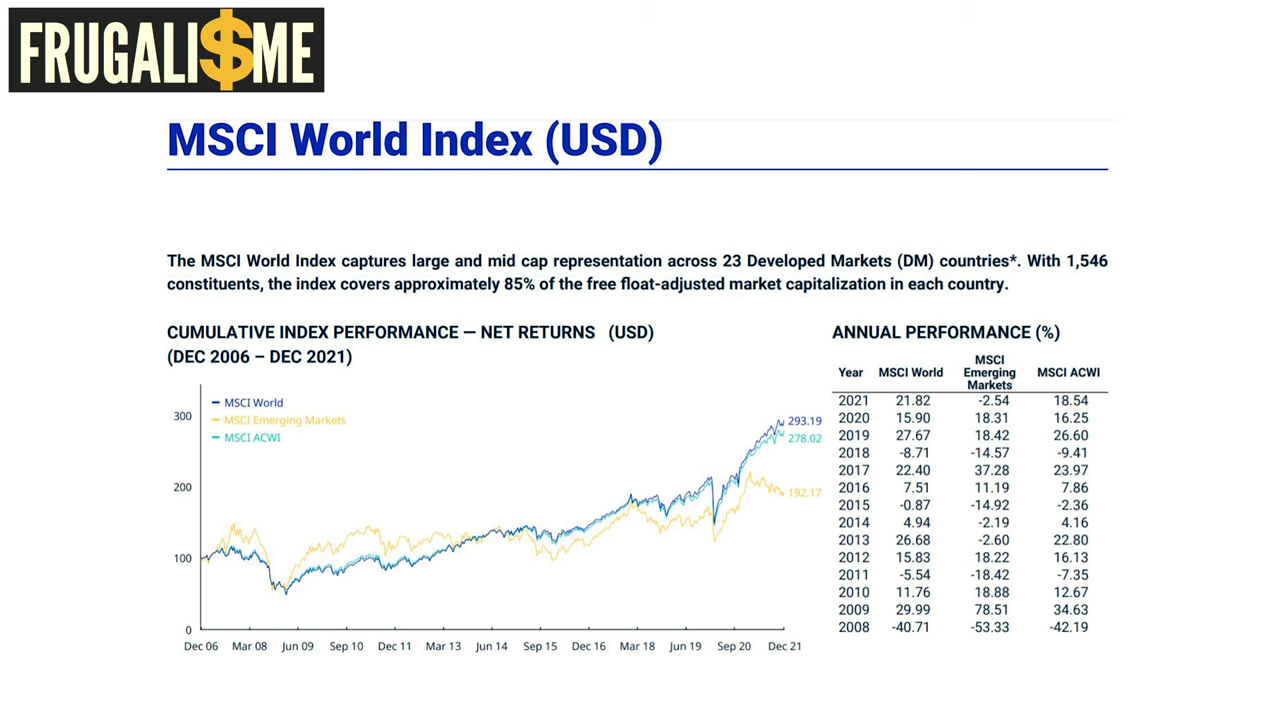 FRUGALI$ME
MSCI World Index (USD)
The MSCI World Index captures large and mid cap representation across 23 Developed Markets (DM) countries*. With 1,546
constituents, the index covers approximately 85% of the free float-adjusted market capitalization in each country.
CUMULATIVE INDEX PERFORMANCE — NET RETURNS (USD)
(DEC 2006 – DEC 2021)
MSCI World
MSCI Emerging Markets
MSCI ACWI
300
200
100
0
293.19
278.02
192.17
Dec 06 Mar 08 Jun 09 Sep 10 Dec 11 Mar 13 Jun 14 Sep 15 Dec 16 Mar 18 Jun 19 Sep 20 Dec 21
ANNUAL PERFORMANCE (%)
Year MSCI World MSCI Emerging Markets MSCI ACWI
2021 21.82 -2.54 18.54
2020 15.90 18.31 16.25
2019 27.67 18.42 26.60
2018 -8.71 -14.57 -9.41
2017 22.40 37.28 23.97
2016 7.51 11.19 7.86
2015 -0.87 -14.92 -2.36
2014 4.94 -2.19 4.16
2013 26.68 -2.60 22.80
2012 15.83 18.22 16.13
2011 -5.54 -18.42 -7.35
2010 11.76 18.88 12.67
2009 29.99 78.51 34.63
2008 -40.71 -53.33 -42.19